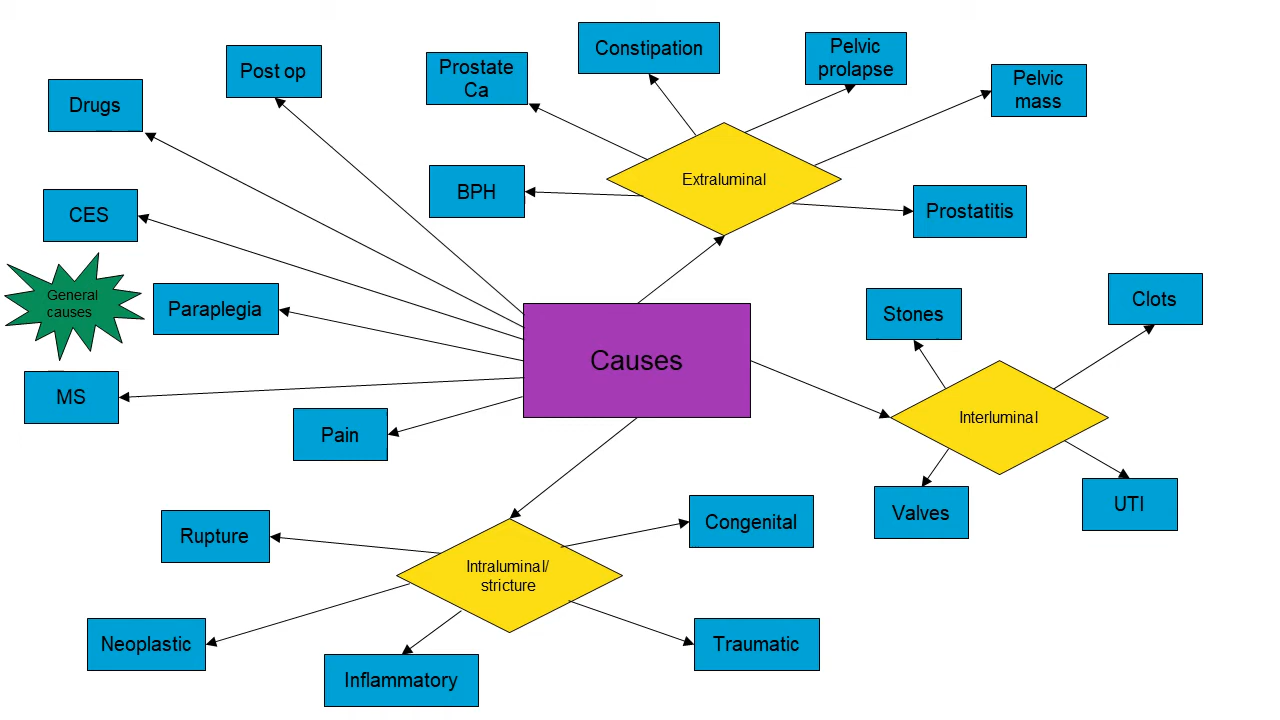 Constipation
Pelvic
prolapse
Post op
Prostate
Ca
Pelvic
mass
Drugs
Extraluminal
BPH
CES
Prostatitis
General
causes
Paraplegia
Stones
Clots
Causes
MS
Pain
Interluminal
Valves
UTI
Rupture
Congenital
Intraluminal/
stricture
Neoplastic
Traumatic
Inflammatory